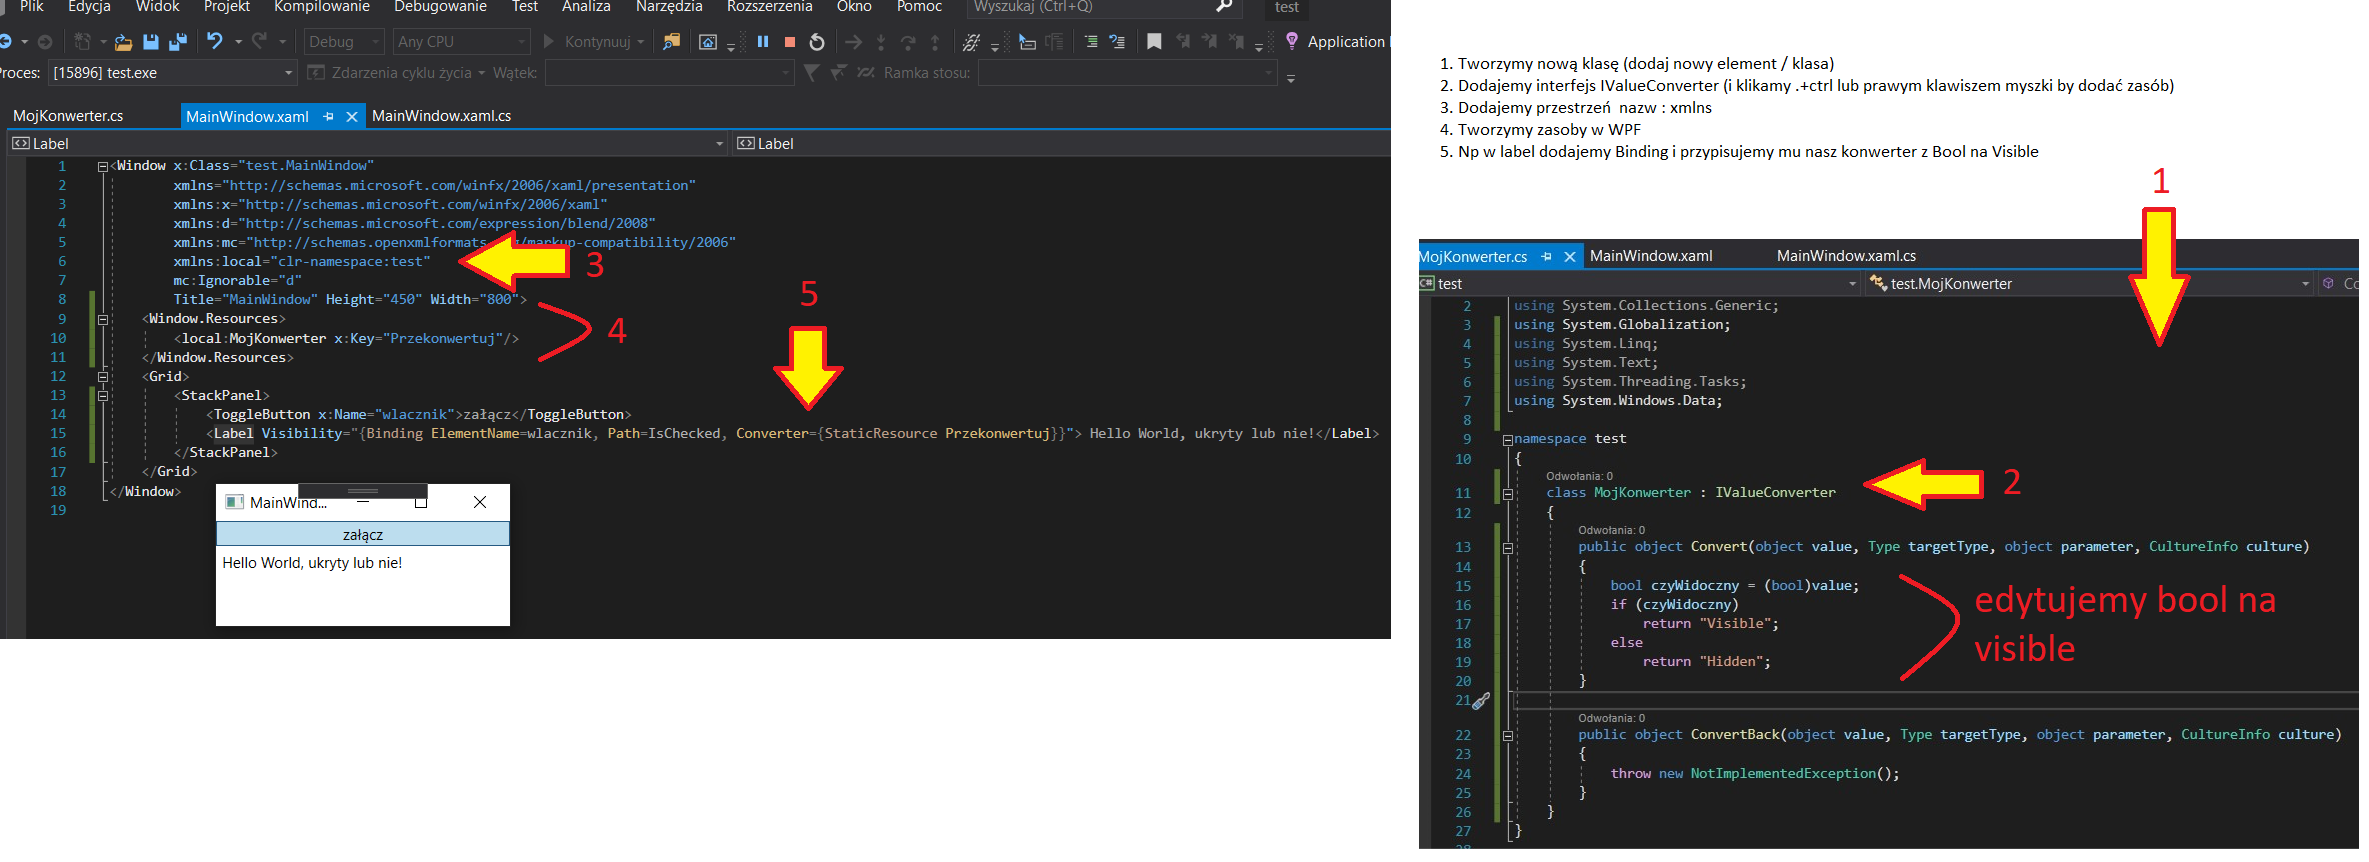 Plik Edycja Widok Projekt Kompilowanie Debugowanie Test Analiza Narzędzia Rozszerzenia Okno Pomoc Wyszukaj (Ctrl+Q) test
Debug Any CPU Kontynuuj Application
Proces: [15896] test.exe Zdarzenia cyklu życia Wątek: Ramka stosu:
MojKonwerter.cs MainWindow.xaml MainWindow.xaml.cs
Label Label
1 <Window x:Class="test.MainWindow"
2 xmlns="http://schemas.microsoft.com/winfx/2006/xaml/presentation"
3 xmlns:x="http://schemas.microsoft.com/winfx/2006/xaml"
4 xmlns:d="http://schemas.microsoft.com/expression/blend/2008"
5 xmlns:mc="http://schemas.openxmlformats. /markup-compatibility/2006"
6 xmlns:local="clr-namespace:test"
7 mc:Ignorable="d"
8 Title="MainWindow" Height="450" Width="800">
9 <Window.Resources>
10 <local:MojKonwerter x:Key="Przekonwertuj"/>
11 </Window.Resources>
12 <Grid>
13 <StackPanel>
14 <ToggleButton x:Name="wlacznik">załącz</ToggleButton>
15 <Label Visibility="{Binding ElementName=wlacznik, Path=IsChecked, Converter={StaticResource Przekonwertuj}}"> Hello World, ukryty lub nie!</Label>
16 </StackPanel>
17 </Grid>
18 </Window>
19
3
4
5
MainWind...
załącz
Hello World, ukryty lub nie!
1. Tworzymy nową klasę (dodaj nowy element / klasa)
2. Dodajemy interfejs IValueConverter (i klikamy .+ctrl lub prawym klawiszem myszki by dodać zasób)
3. Dodajemy przestrzeń nazw : xmlns
4. Tworzymy zasoby w WPF
5. Np w label dodajemy Binding i przypisujemy mu nasz konwerter z Bool na Visible
1
MojKonwerter.cs MainWindow.xaml MainWindow.xaml.cs
C# test test.MojKonwerter Co
2 using System.Collections.Generic;
3 using System.Globalization;
4 using System.Linq;
5 using System.Text;
6 using System.Threading.Tasks;
7 using System.Windows.Data;
8
9 namespace test
10 {
Odwołania: 0
11 class MojKonwerter : IValueConverter
2
12 {
Odwołania: 0
13 public object Convert(object value, Type targetType, object parameter, CultureInfo culture)
14 {
15 bool czyWidoczny = (bool)value;
16 if (czyWidoczny)
17 return "Visible";
18 else
19 return "Hidden";
20 }
edytujemy bool na
visible
21
Odwołania: 0
22 public object ConvertBack(object value, Type targetType, object parameter, CultureInfo culture)
23 {
24 throw new NotImplementedException();
25 }
26 }
27 }